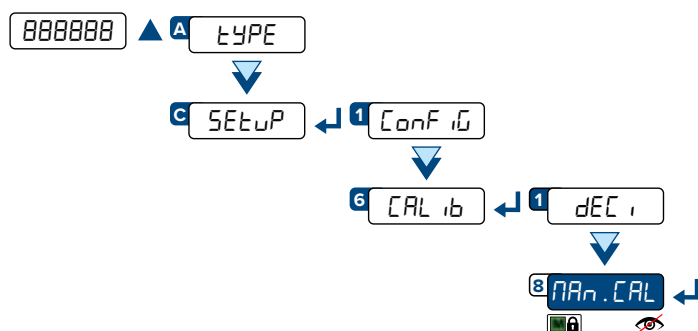 888888 A tYPE
C SEtuP 1 ConFiG
6 CALib 1 dECi
8 MAn.CAL